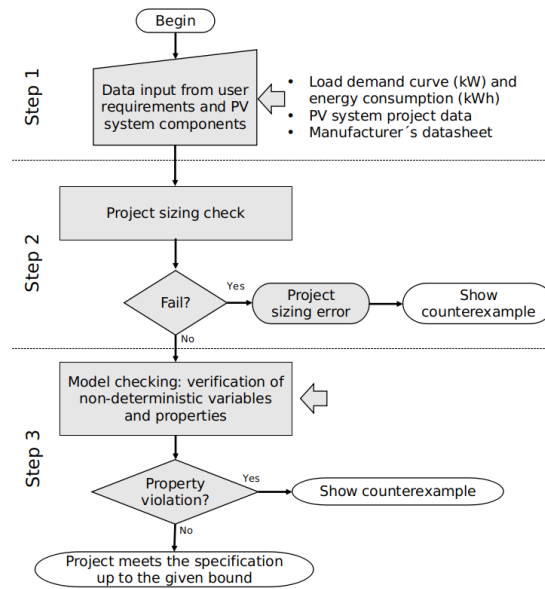 Begin
Step 1
Data input from user
requirements and PV
system components
• Load demand curve (kW) and
energy consumption (kWh)
• PV system project data
• Manufacturer´s datasheet
Step 2
Project sizing check
Fail?
Yes
Project
sizing error
Show
counterexample
No
Step 3
Model checking: verification of
non-deterministic variables
and properties
Property
violation?
Yes
Show counterexample
No
Project meets the specification
up to the given bound